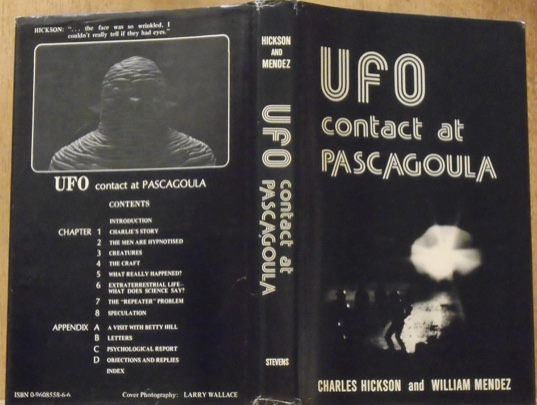 HICKSON: "... the face was so wrinkled, I
couldn't really tell if they had eyes."
UFO contact at PASCAGOULA
CONTENTS
INTRODUCTION
CHAPTER 1 CHARLIE'S STORY
2 THE MEN ARE HYPNOTISED
3 CREATURES
4 THE CRAFT
5 WHAT REALLY HAPPENED?
6 EXTRATERRESTRIAL LIFE..
WHAT DOES SCIENCE SAY?
7 THE "REPEATER" PROBLEM
8 SPECULATION
APPENDIX A A VISIT WITH BETTY HILL
B LETTERS
C PSYCHOLOGICAL REPORT
D OBJECTIONS AND REPLIES
INDEX
ISBN 0-9608558-6-6 Cover Photography: LARRY WALLACE
HICKSON
AND
MENDEZ
UFO contact at
PASCAGOULA
STEVENS
UFO
contact at
PASCAGOULA
CHARLES HICKSON and WILLIAM MENDEZ